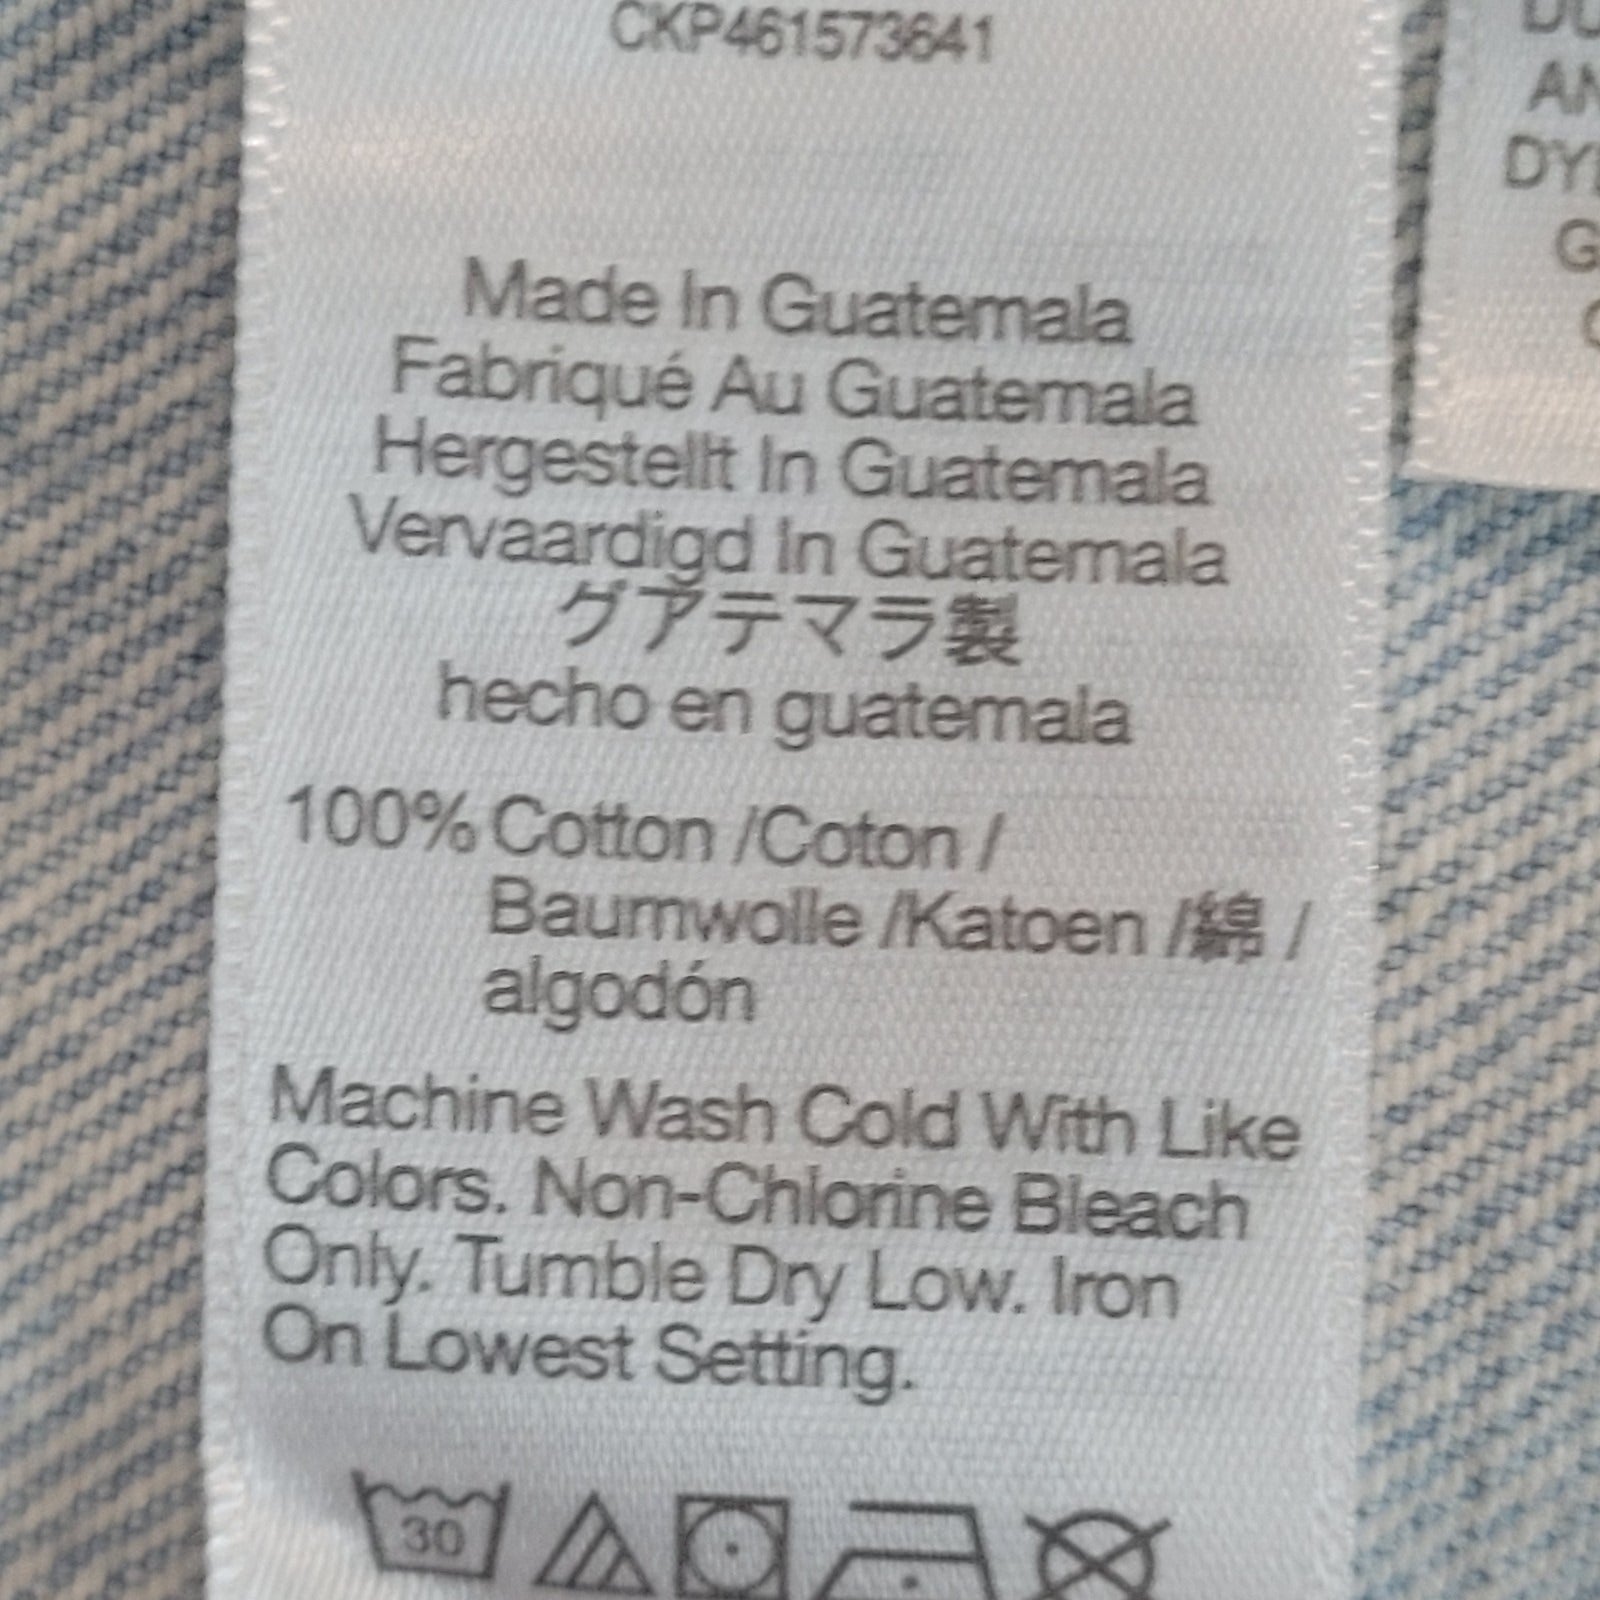 CKP461573641
Made In Guatemala
Fabriqué Au Guatemala
Hergestellt In Guatemala
Vervaardigd In Guatemala
グアテマラ製
hecho en guatemala
100% Cotton /Coton /
Baumwolle /Katoen /綿 /
algodón
Machine Wash Cold With Like
Colors. Non-Chlorine Bleach
Only. Tumble Dry Low. Iron
On Lowest Setting.
30